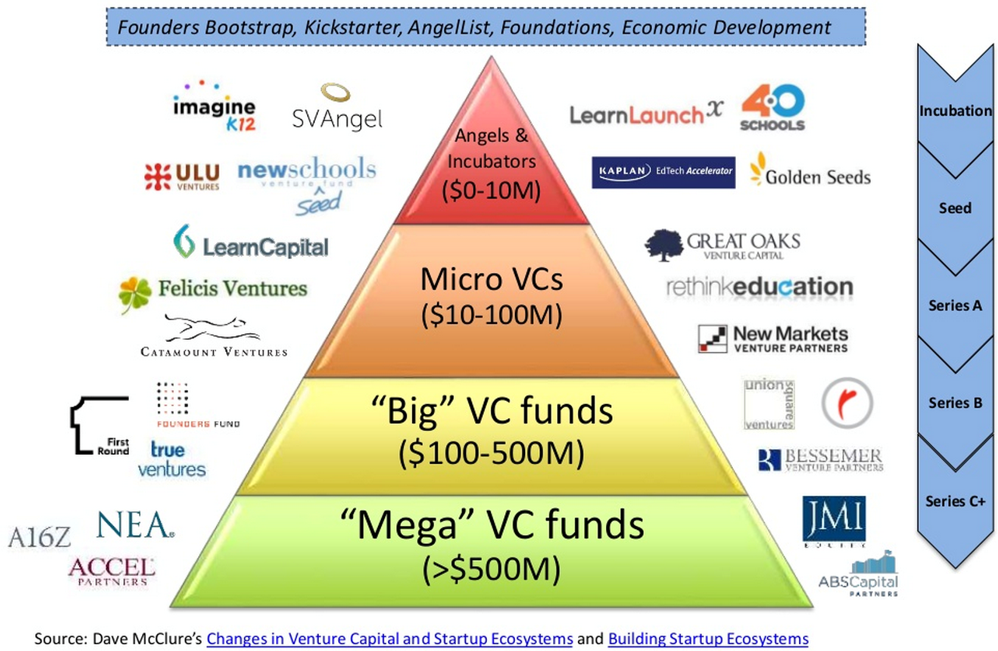 Founders Bootstrap, Kickstarter, AngelList, Foundations, Economic Development
imagine
K12
SVAngel
LearnLaunch x
40
SCHOOLS
Angels &
Incubators
($0-10M)
ULU
VENTURES
newschools
venture fund
seed
KAPLAN EdTech Accelerator
Golden Seeds
LearnCapital
GREAT OAKS
VENTURE CAPITAL
Felicis Ventures
rethinkeducation
Micro VCs
($10-100M)
CATAMOUNT VENTURES
New Markets
VENTURE PARTNERS
FOUNDERS FUND
First
Round
true
ventures
“Big” VC funds
($100-500M)
union
square
ventures
r
BESSEMER
VENTURE PARTNERS
A16Z
NEA.
ACCEL
PARTNERS
“Mega” VC funds
(>$500M)
JMI
EQUITY
ABSCapital
PARTNERS
Incubation
Seed
Series A
Series B
Series C+
Source: Dave McClure’s Changes in Venture Capital and Startup Ecosystems and Building Startup Ecosystems